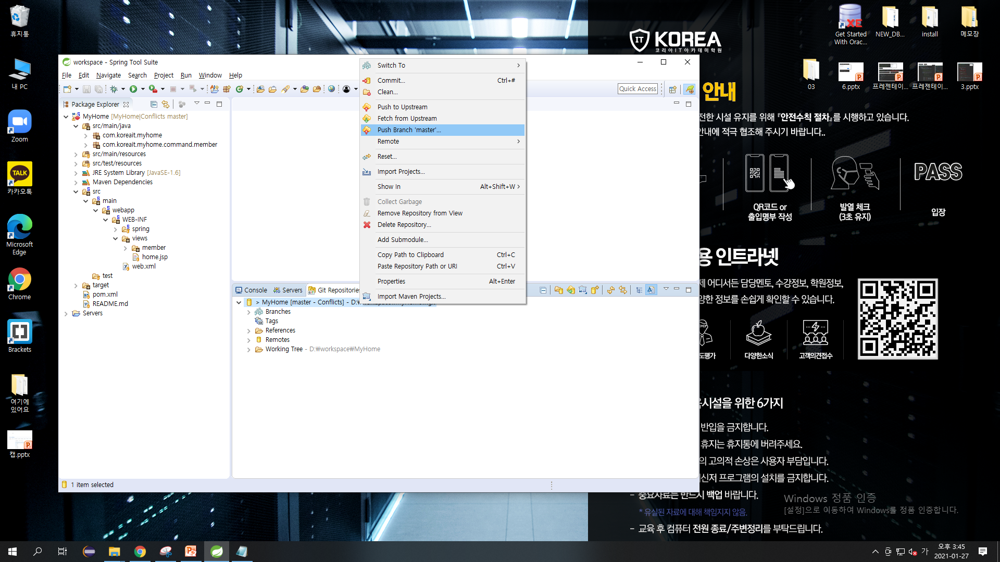 휴지통
내 PC
Zoom
TALK
카카오톡
Microsoft
Edge
Chrome
Brackets
여기에
있어요
캡.pptx
workspace - Spring Tool Suite
File Edit Navigate Search Project Run Window Help
Quick Access
Package Explorer
MyHome [MyHome|Conflicts master]
src/main/java
com.koreait.myhome
com.koreait.myhome.command.member
src/main/resources
src/test/resources
JRE System Library [JavaSE-1.6]
Maven Dependencies
src
main
webapp
WEB-INF
spring
views
member
home.jsp
web.xml
test
target
pom.xml
README.md
Servers
1 item selected
Switch To
Commit... Ctrl+#
Clean...
Push to Upstream
Fetch from Upstream
Push Branch 'master'...
Remote
Reset...
Import Projects...
Show In Alt+Shift+W
Collect Garbage
Remove Repository from View
Delete Repository...
Add Submodule...
Copy Path to Clipboard Ctrl+C
Paste Repository Path or URI Ctrl+V
Properties Alt+Enter
Import Maven Projects...
Console Servers Git Repositories
> MyHome [master - Conflicts] - D:₩
Branches
Tags
References
Remotes
Working Tree - D:₩workspace₩MyHome
IT KOREA
코리아IT아카데미학원
Get Started
With Orac...
NEW_DB...
install
메모장
03
6.pptx
프레젠테이...
프레젠테이...
3.pptx
안내
전한 시설 유지를 위해 『안전수칙 절차』를 시행하고 있습니다.
안내에 적극 협조해 주시기 바랍니다..
PASS
QR코드 or
출입명부 작성
발열 체크
(3초 유지)
입장
용 인트라넷
제 어디서든 담당멘토, 수강정보, 학원정보,
양한 정보를 손쉽게 확인할 수 있습니다.
도평가
다양한소식
고객의견접수
육시설을 위한 6가지
반입을 금지합니다.
휴지는 휴지통에 버려주세요.
의 고의적 손상은 사용자 부담입니다.
신저 프로그램의 설치를 금지합니다.
- 중요자료는 반드시 백업 바랍니다.
* 유실된 자료에 대해 책임지지 않음.
- 교육 후 컴퓨터 전원 종료/주변정리를 부탁드립니다.
Windows 정품 인증
[설정]으로 이동하여 Windows를 정품 인증합니다.
가
오후 3:45
2021-01-27